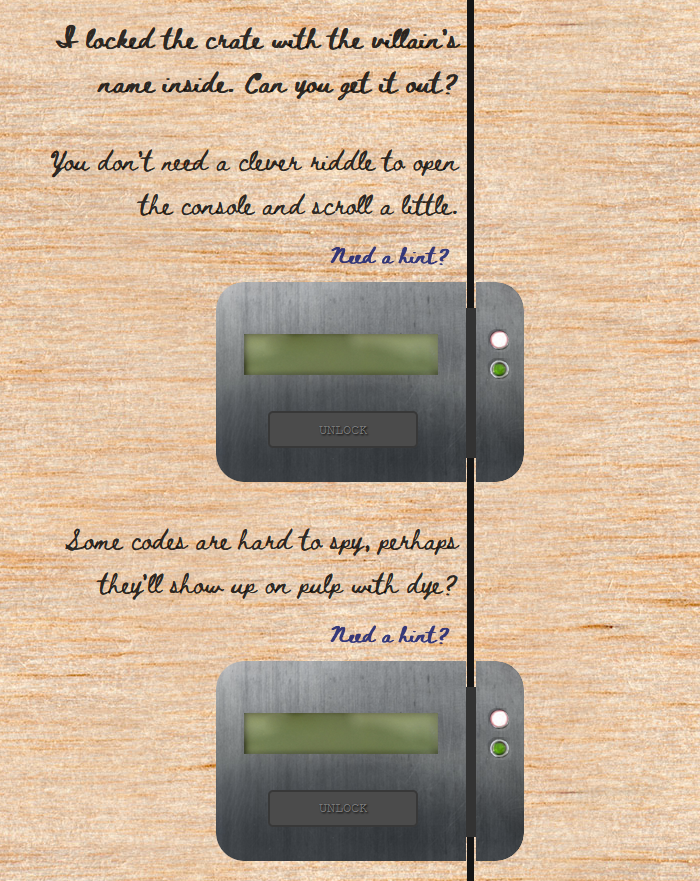 I locked the crate with the villain's
name inside. Can you get it out?
You don't need a clever riddle to open
the console and scroll a little.
Need a hint?
UNLOCK
Some codes are hard to spy, perhaps
they'll show up on pulp with dye?
Need a hint?
UNLOCK